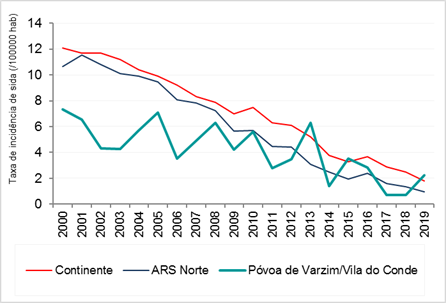 Taxa de incidência de sida (/100000 hab)
14
12
10
8
6
4
2
0
2000 2001 2002 2003 2004 2005 2006 2007 2008 2009 2010 2011 2012 2013 2014 2015 2016 2017 2018 2019
Continente ARS Norte Póvoa de Varzim/Vila do Conde